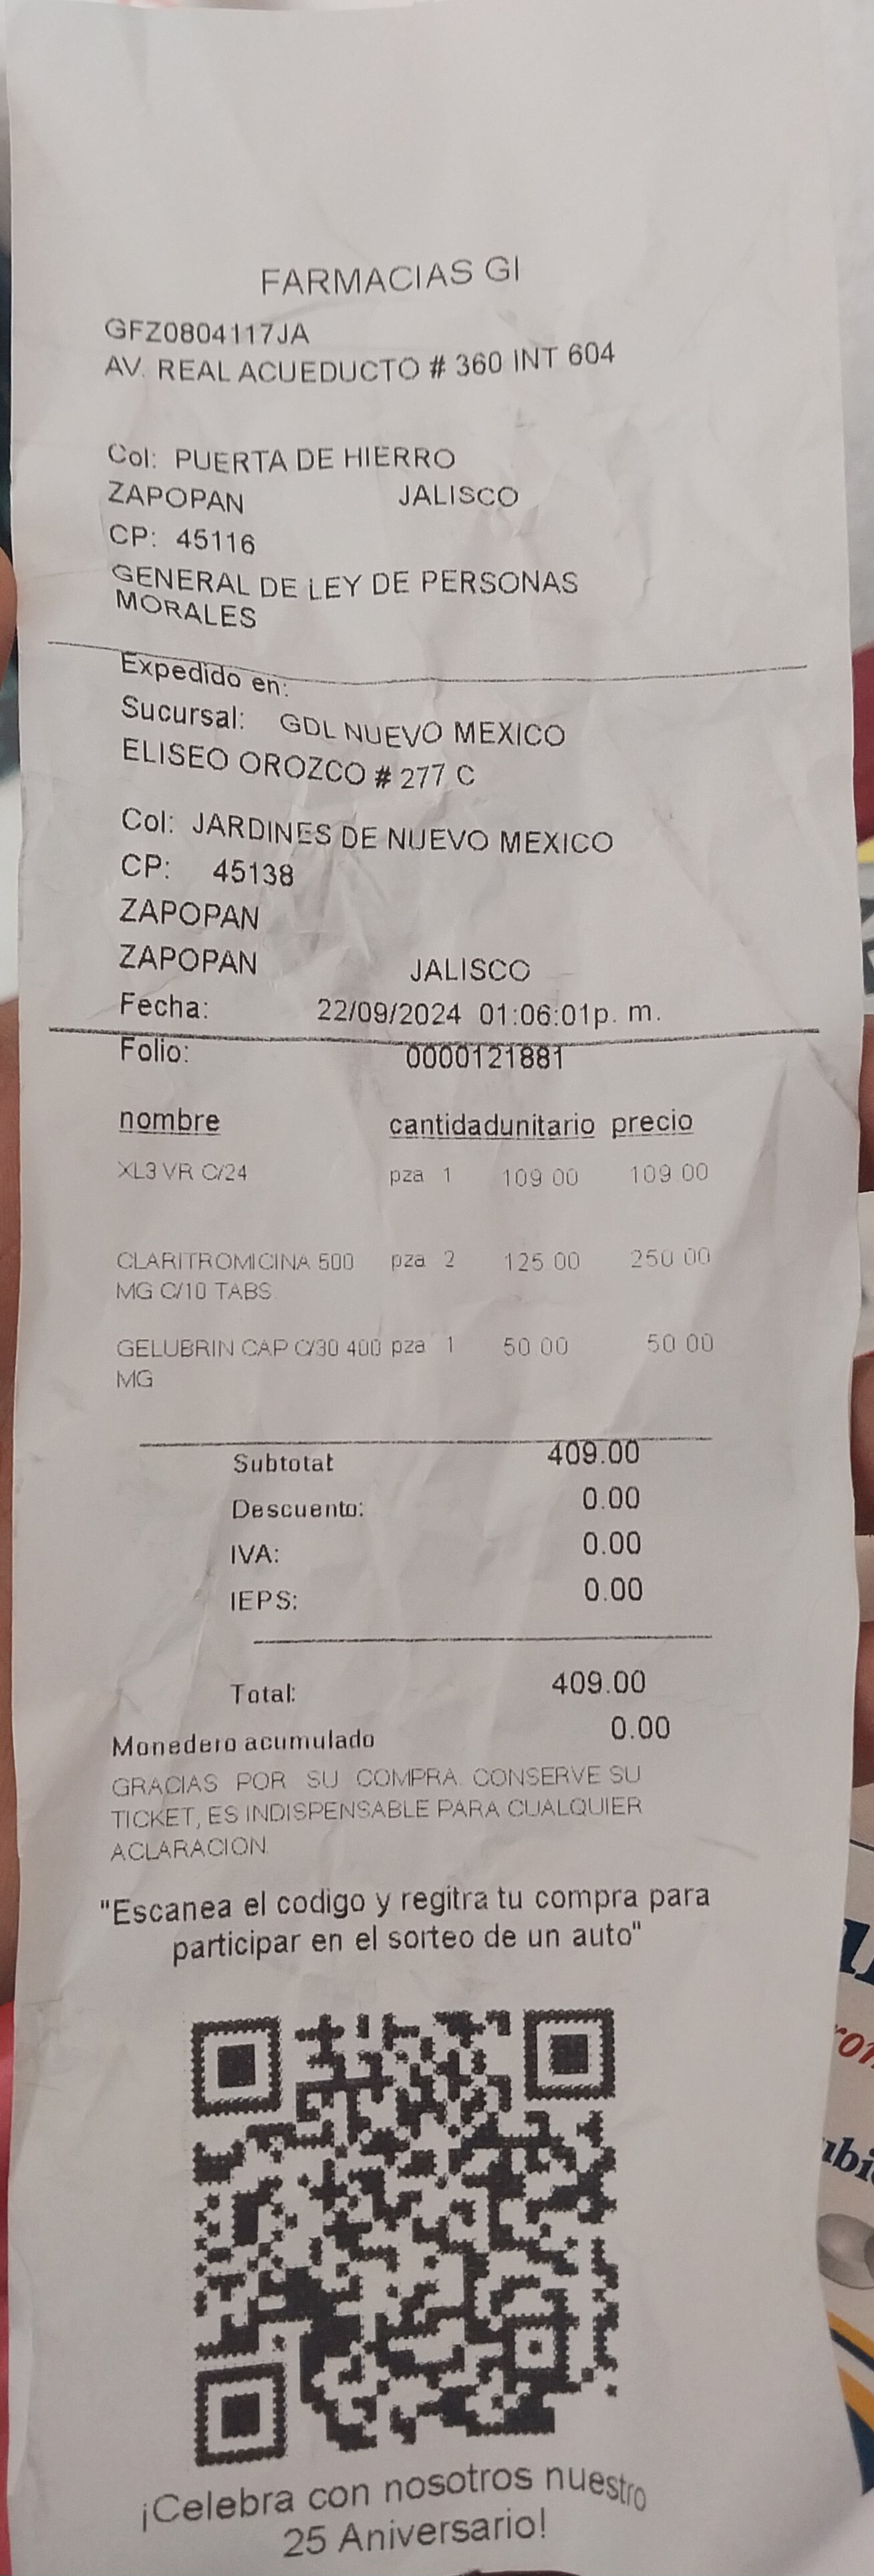 FARMACIAS GI
GFZ0804117JA
AV. REAL ACUEDUCTO # 360 INT 604
Col: PUERTA DE HIERRO
ZAPOPAN JALISCO
CP: 45116
GENERAL DE LEY DE PERSONAS
MORALES
Expedido en:
Sucursal: GDL NUEVO MEXICO
ELISEO OROZCO # 277 C
Col: JARDINES DE NUEVO MEXICO
CP: 45138
ZAPOPAN
ZAPOPAN JALISCO
Fecha: 22/09/2024 01:06:01p. m.
Folio: 0000121881
nombre cantidadunitario precio
XL3 VR C/24 pza 1 109.00 109.00
CLARITROMICINA 500 pza 2 125.00 250.00
MG C/10 TABS.
GELUBRIN CAP C/30 400 pza 1 50.00 50.00
MG
Subtotal 409.00
Descuento: 0.00
IVA: 0.00
IEPS: 0.00
Total: 409.00
Monedero acumulado 0.00
GRACIAS POR SU COMPRA. CONSERVE SU
TICKET, ES INDISPENSABLE PARA CUALQUIER
ACLARACION.
"Escanea el codigo y regitra tu compra para
participar en el sorteo de un auto"
¡Celebra con nosotros nuestro
25 Aniversario!